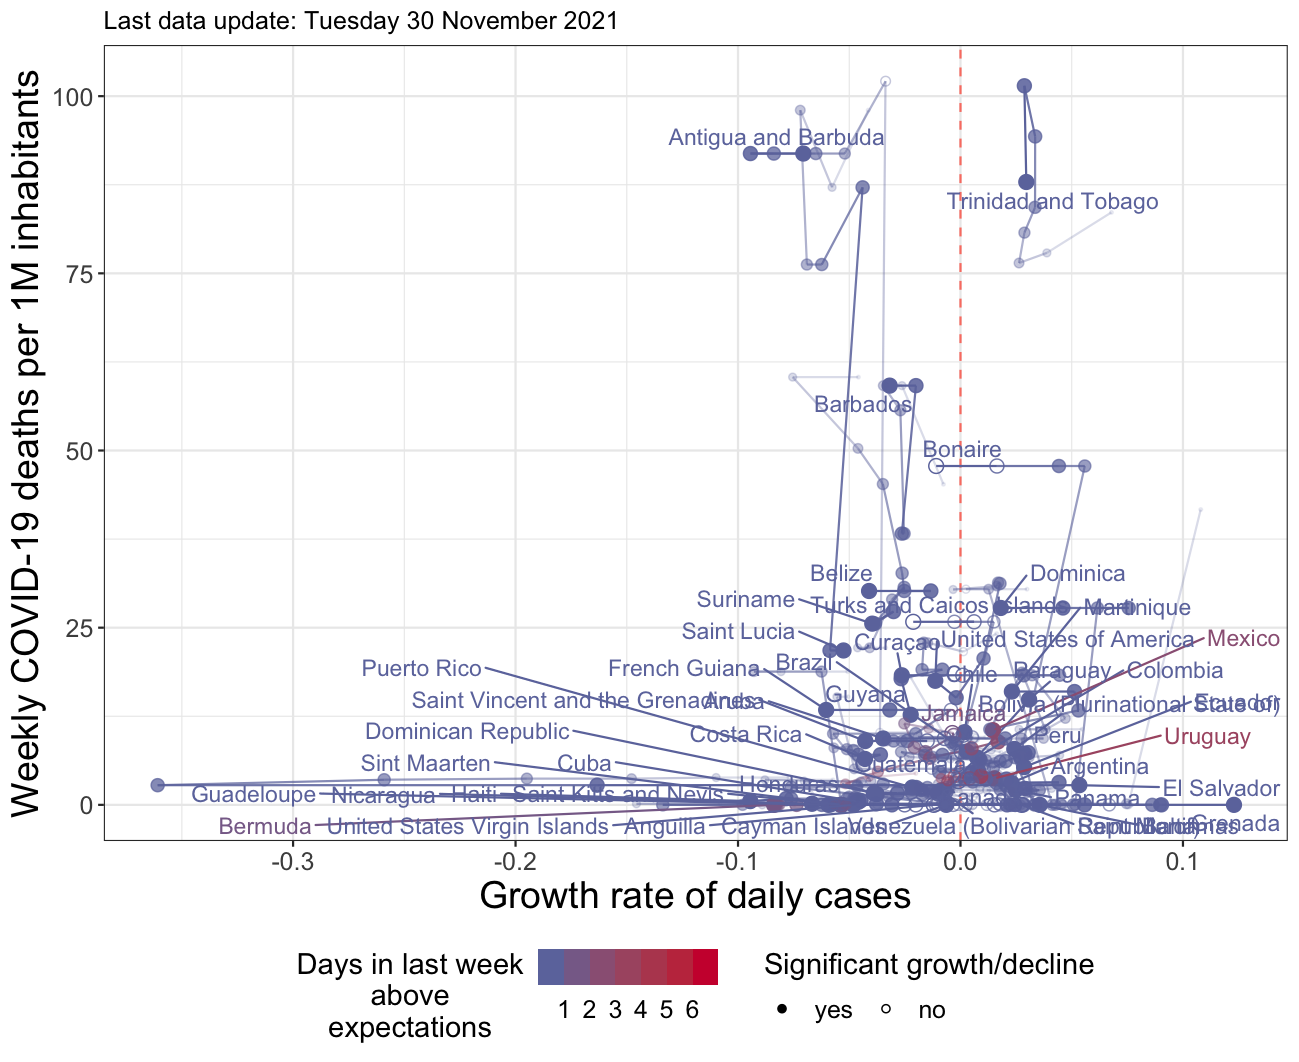 Last data update: Tuesday 30 November 2021
Weekly COVID-19 deaths per 1M inhabitants
100
75
50
25
0
Antigua and Barbuda
Trinidad and Tobago
Barbados
Bonaire
Belize
Dominica
Suriname
Turks and Caicos Islands
Martinique
Saint Lucia
Curaçao
United States of America
Mexico
Puerto Rico
French Guiana
Brazil
Chile
Paraguay
Colombia
Saint Vincent and the Grenadines
Aruba
Guyana
Bolivia (Plurinational State of)
Ecuador
Jamaica
Dominican Republic
Costa Rica
Peru
Uruguay
Sint Maarten
Cuba
Guatemala
Argentina
Guadeloupe
Nicaragua
Haiti
Saint Kitts and Nevis
Honduras
Canada
Panama
El Salvador
Bermuda
United States Virgin Islands
Anguilla
Cayman Islands
Venezuela (Bolivarian Republic of)
Grenada
-0.3
-0.2
-0.1
0.0
0.1
Growth rate of daily cases
Days in last week
above
expectations
1 2 3 4 5 6
Significant growth/decline
yes
no